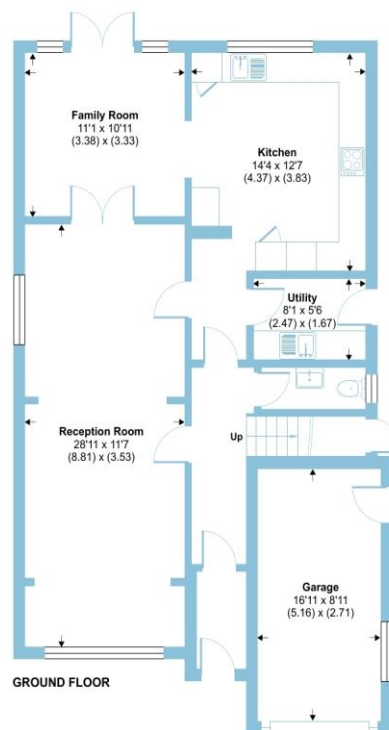 Family Room
11'1 x 10'11
(3.38) x (3.33)
Kitchen
14'4 x 12'7
(4.37) x (3.83)
Utility
8'1 x 5'6
(2.47) x (1.67)
Reception Room
28'11 x 11'7
(8.81) x (3.53)
Up
Garage
16'11 x 8'11
(5.16) x (2.71)
GROUND FLOOR